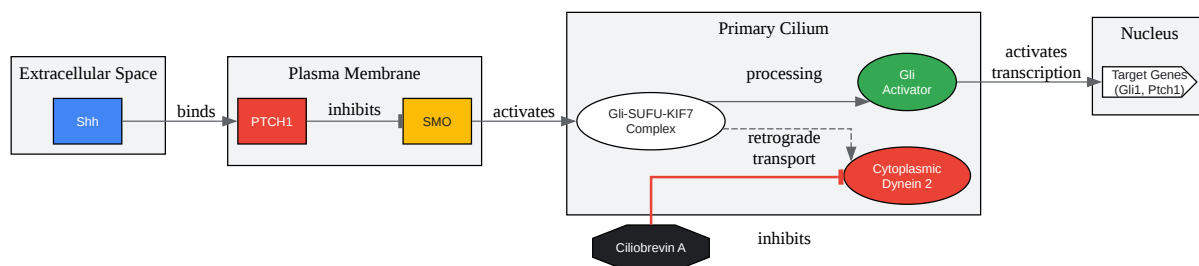 Extracellular Space
Shh
binds
Plasma Membrane
PTCH1
inhibits
SMO
activates
Primary Cilium
Gli-SUFU-KIF7
Complex
processing
Gli
Activator
retrograde
transport
Cytoplasmic
Dynein 2
Ciliobrevin A
inhibits
activates
transcription
Nucleus
Target Genes
(Gli1, Ptch1)